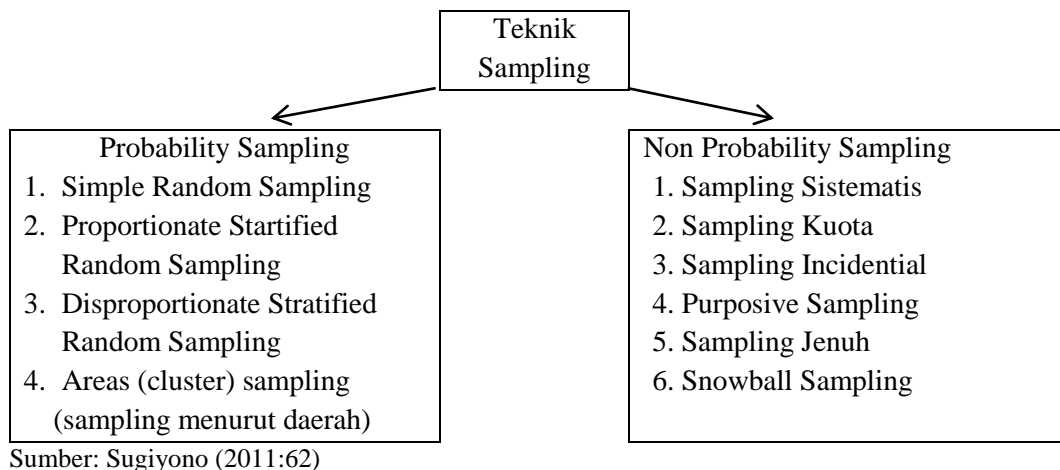 Teknik
Sampling
Probability Sampling
1. Simple Random Sampling
2. Proportionate Startified
Random Sampling
3. Disproportionate Stratified
Random Sampling
4. Areas (cluster) sampling
(sampling menurut daerah)
Non Probability Sampling
1. Sampling Sistematis
2. Sampling Kuota
3. Sampling Incidential
4. Purposive Sampling
5. Sampling Jenuh
6. Snowball Sampling
Sumber: Sugiyono (2011:62)